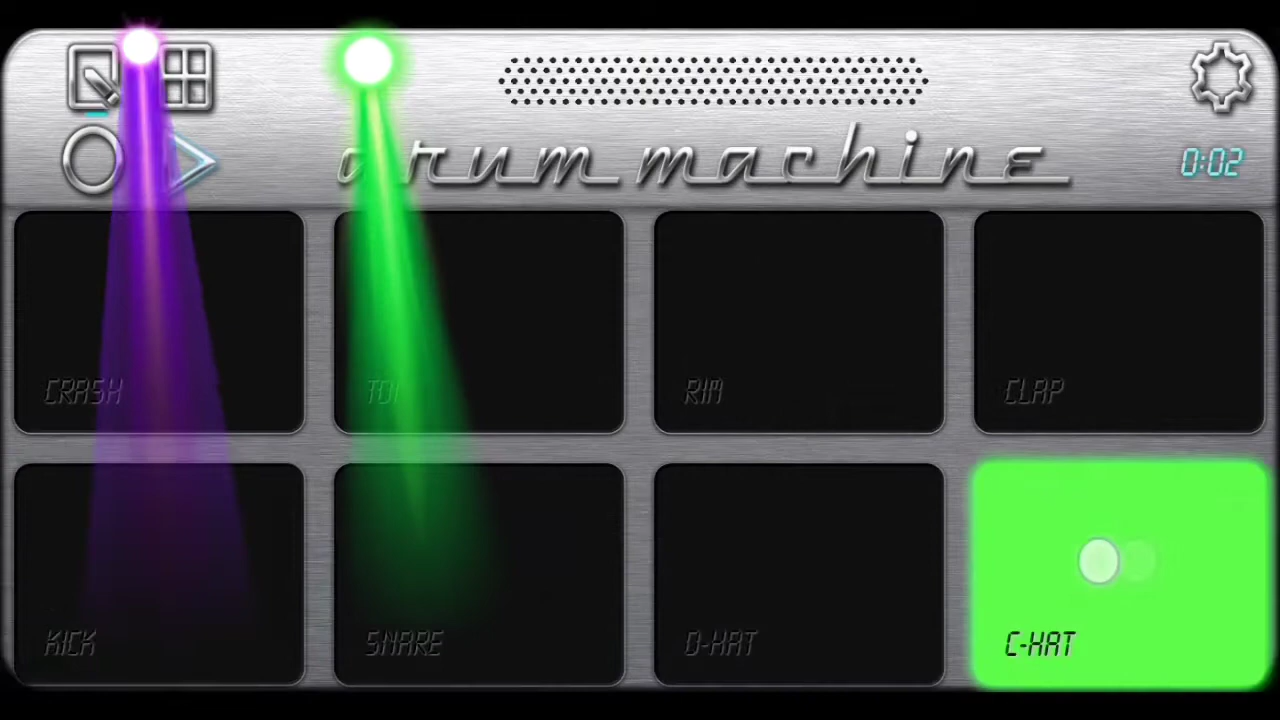 drum machine
0:02
CRASH
TOM
RIM
CLAP
KICK
SNARE
O-HAT
C-HAT